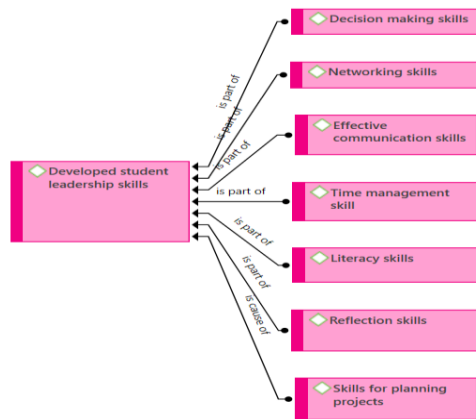 Decision making skills
is part of
Networking skills
is part of
Effective
communication skills
is part of
Developed student
leadership skills
is part of
Time management
skill
is part of
Literacy skills
is part of
Reflection skills
is cause of
Skills for planning
projects